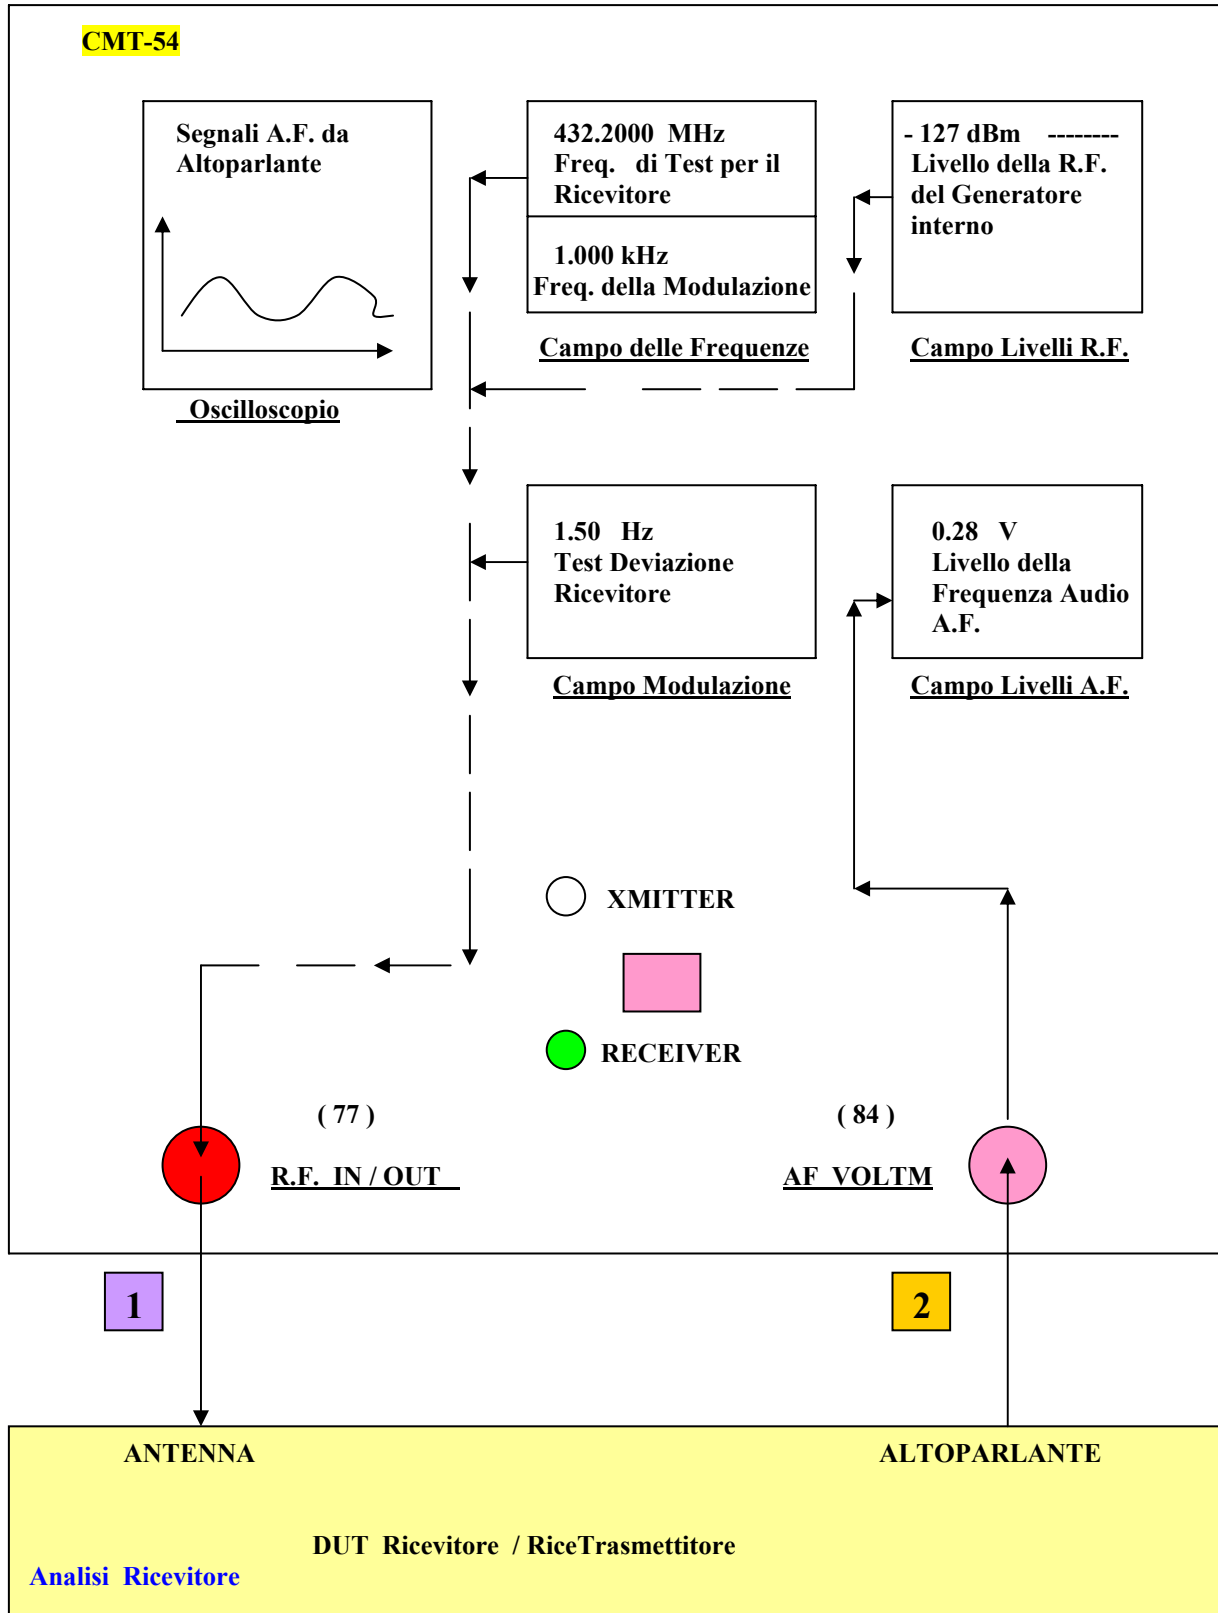 CMT-54
Segnali A.F. da
Altoparlante
Oscilloscopio
432.2000 MHz
Freq. di Test per il
Ricevitore
1.000 kHz
Freq. della Modulazione
Campo delle Frequenze
- 127 dBm --------
Livello della R.F.
del Generatore
interno
Campo Livelli R.F.
1.50 Hz
Test Deviazione
Ricevitore
Campo Modulazione
0.28 V
Livello della
Frequenza Audio
A.F.
Campo Livelli A.F.
XMITTER
RECEIVER
( 77 )
R.F. IN / OUT
( 84 )
AF VOLTM
1
2
ANTENNA
ALTOPARLANTE
DUT Ricevitore / RiceTrasmettitore
Analisi Ricevitore